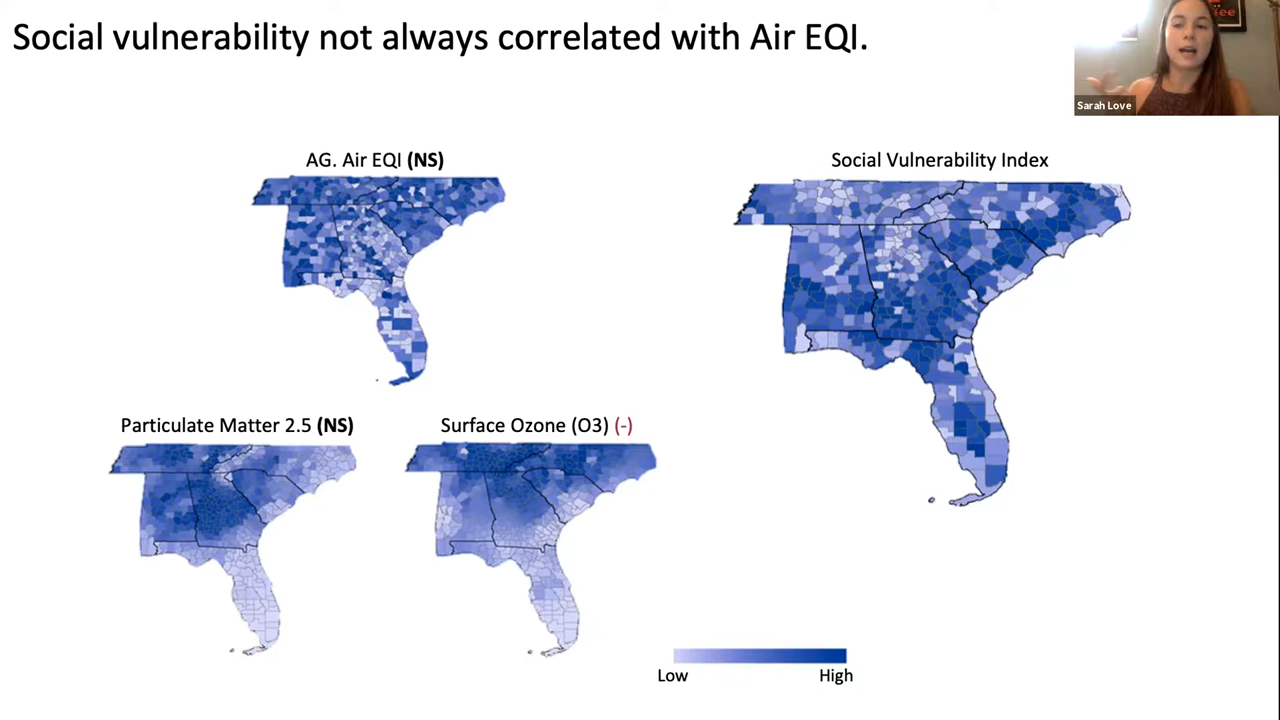 Social vulnerability not always correlated with Air EQI.
Sarah Love
AG. Air EQI (NS)
Social Vulnerability Index
Particulate Matter 2.5 (NS)
Surface Ozone (O3) (-)
Low
High